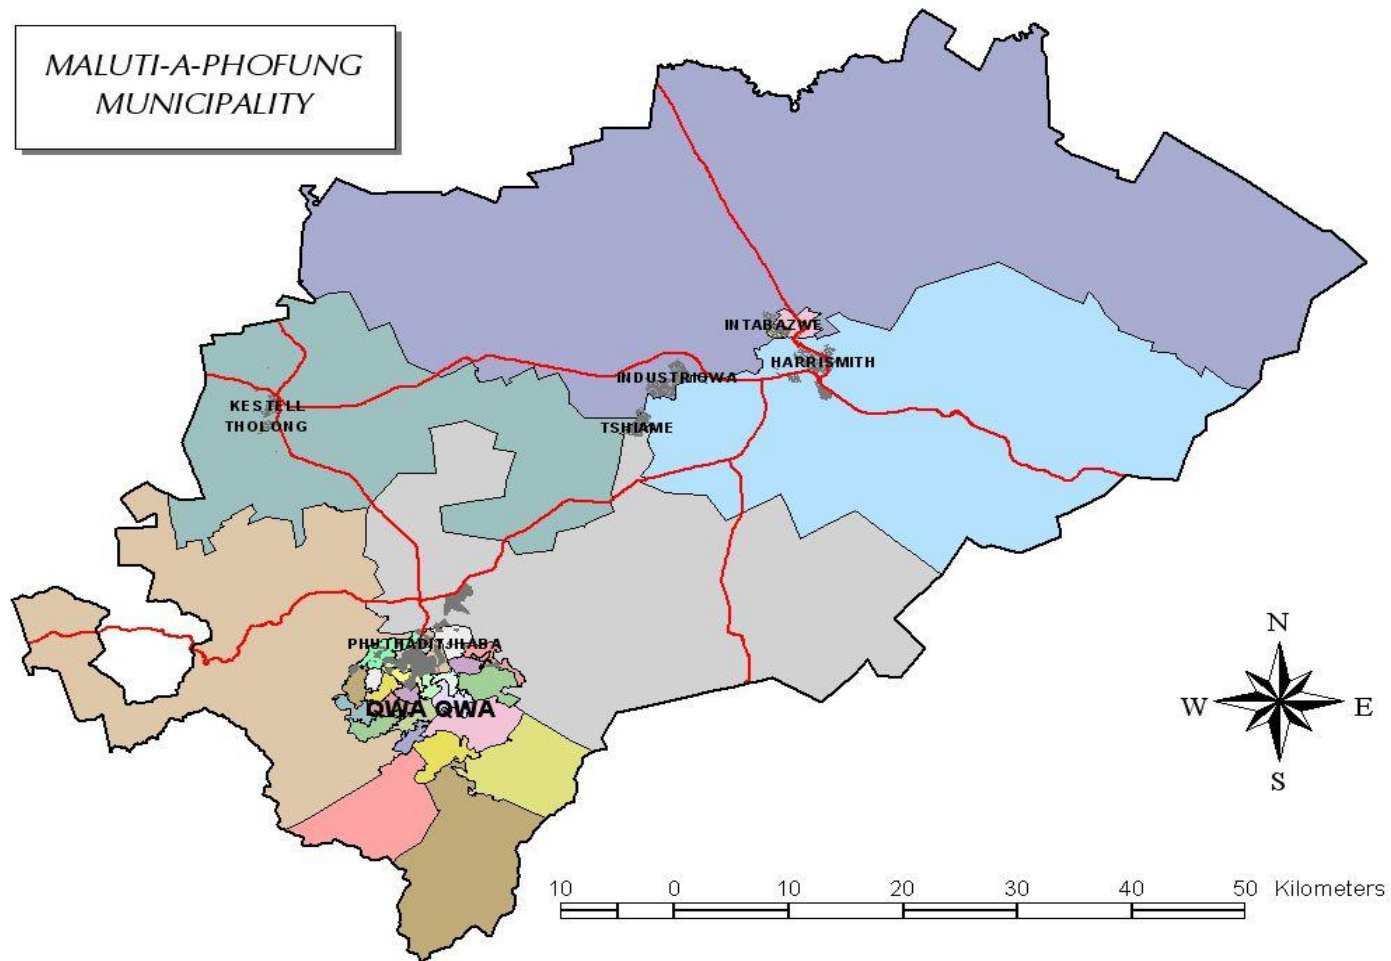 MALUTI-A-PHOFUNG
MUNICIPALITY
INTABAZWE
HARRISMITH
INDUSTRIQWA
KESTELL
THOLONG
TSHIAME
PHUTHADITJHABA
QWA QWA
N
W E
S
10 0 10 20 30 40 50 Kilometers